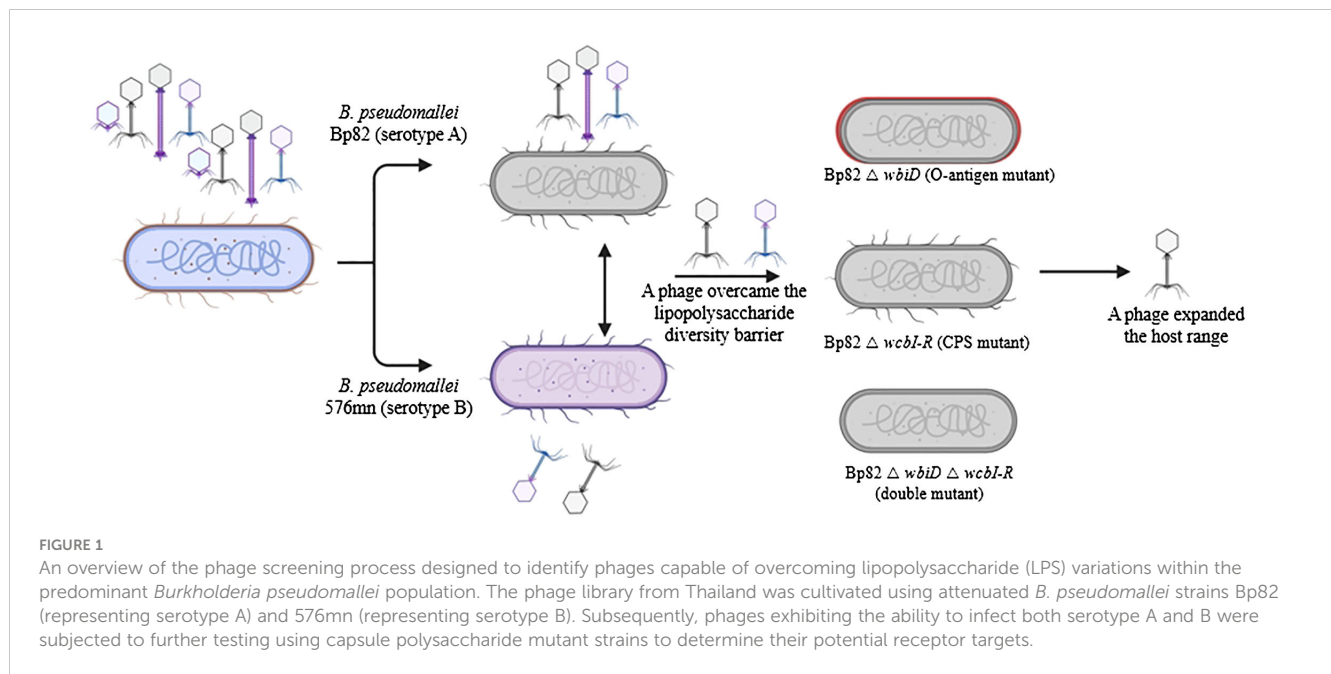 B. pseudomallei
Bp82 (serotype A)
B. pseudomallei
576mn (serotype B)
A phage overcame the
lipopolysaccharide
diversity barrier
Bp82 △ wbiD (O-antigen mutant)
Bp82 △ wcbI-R (CPS mutant)
Bp82 △ wbiD △ wcbI-R
(double mutant)
A phage expanded
the host range
FIGURE 1
An overview of the phage screening process designed to identify phages capable of overcoming lipopolysaccharide (LPS) variations within the
predominant Burkholderia pseudomallei population. The phage library from Thailand was cultivated using attenuated B. pseudomallei strains Bp82
(representing serotype A) and 576mn (representing serotype B). Subsequently, phages exhibiting the ability to infect both serotype A and B were
subjected to further testing using capsule polysaccharide mutant strains to determine their potential receptor targets.